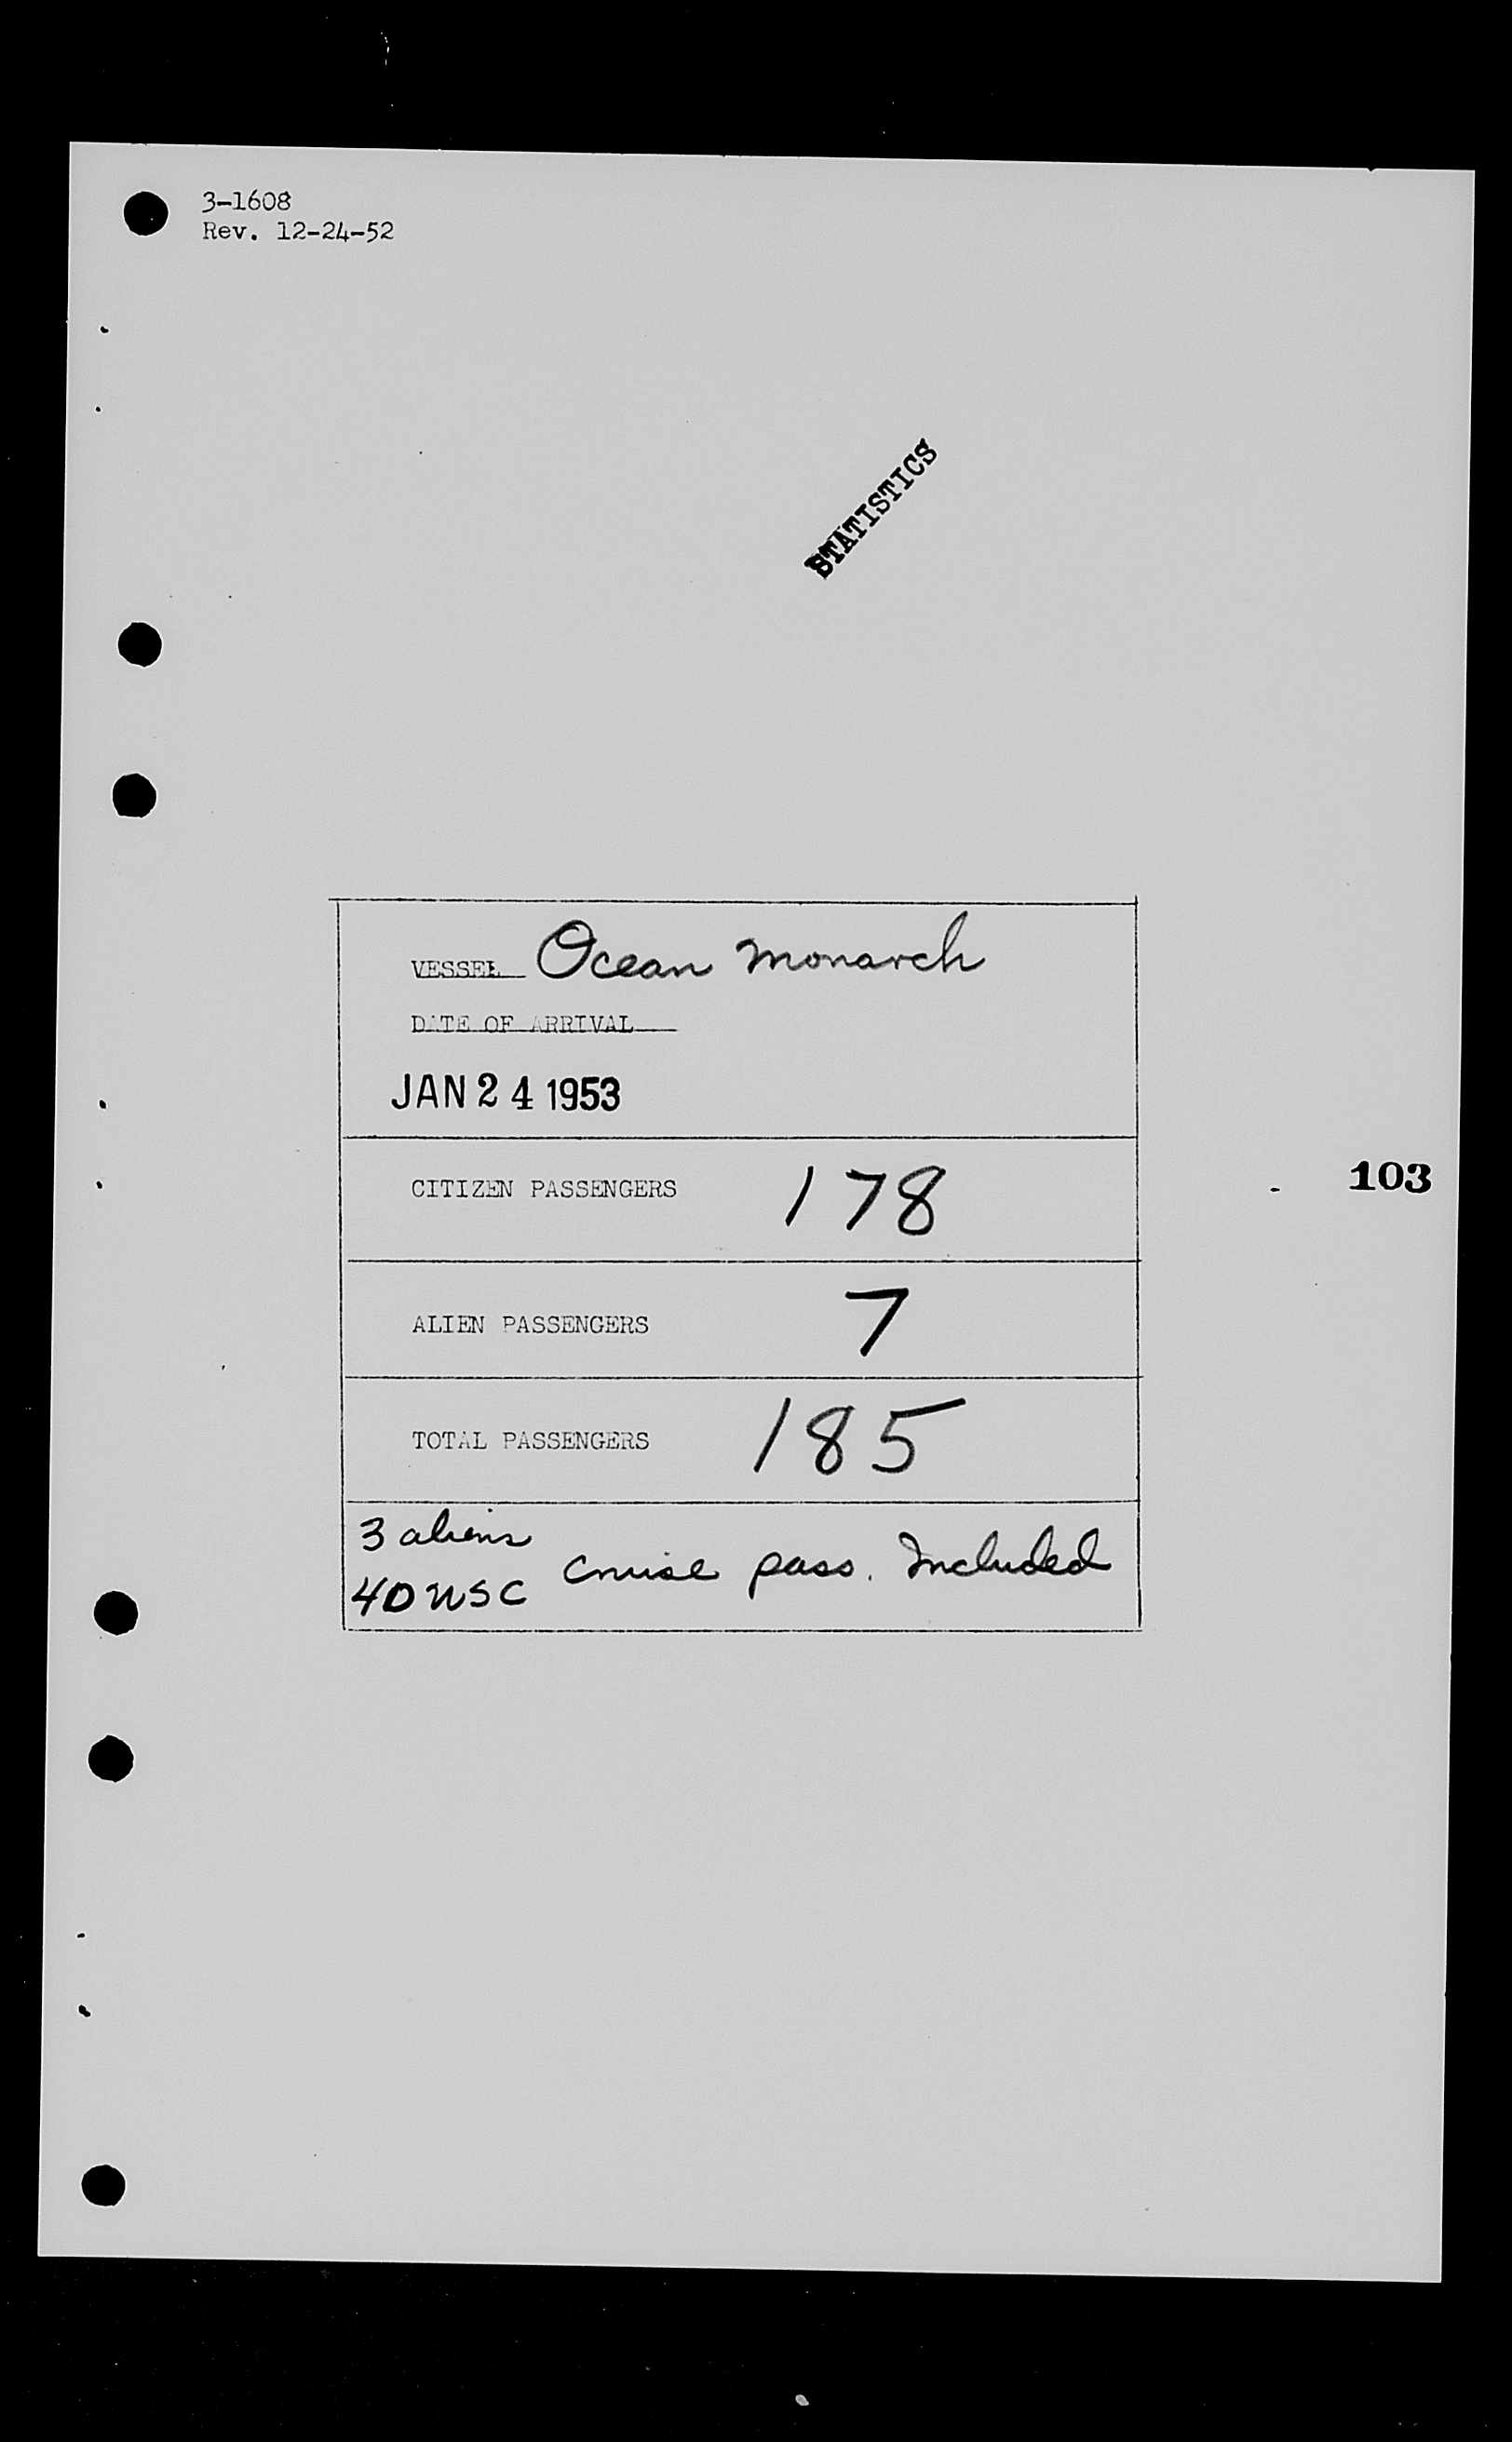 3-1608
Rev. 12-24-52
STATISTICS
VESSEL Ocean Monarch
DATE OF ARRIVAL
JAN 24 1953
CITIZEN PASSENGERS 178
103
ALIEN PASSENGERS 7
TOTAL PASSENGERS 185
3 aliens
40 USC Cruise pass. Included